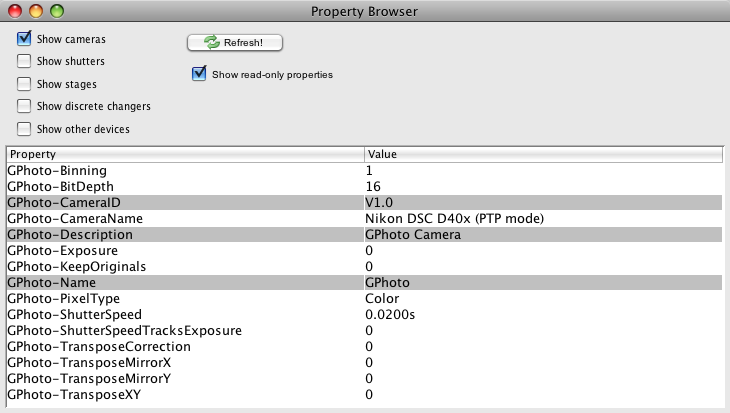 Property Browser
Show cameras
Refresh!
Show shutters
Show read-only properties
Show stages
Show discrete changers
Show other devices
Property Value
GPhoto-Binning 1
GPhoto-BitDepth 16
GPhoto-CameraID V1.0
GPhoto-CameraName Nikon DSC D40x (PTP mode)
GPhoto-Description GPhoto Camera
GPhoto-Exposure 0
GPhoto-KeepOriginals 0
GPhoto-Name GPhoto
GPhoto-PixelType Color
GPhoto-ShutterSpeed 0.0200s
GPhoto-ShutterSpeedTracksExposure 0
GPhoto-TransposeCorrection 0
GPhoto-TransposeMirrorX 0
GPhoto-TransposeMirrorY 0
GPhoto-TransposeXY 0